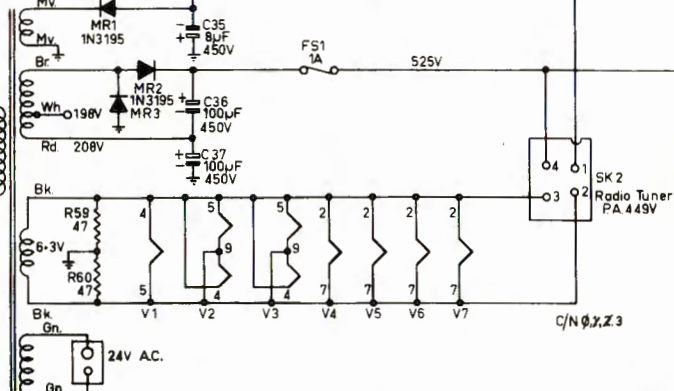 Mv.
MR1
1N3195
Mv.
C35
8µF
450V
FS1
1A
525V
Br.
MR2
1N3195
MR3
Wh
198V
C36
100µF
450V
Rd. 208V
C37
100µF
450V
4
1
3
2
SK2
Radio Tuner
P.A. 449V
Bk.
R59
47
6·3V
R60
47
Bk.
4
5
V1
5
9
4
V2
5
9
4
V3
2
7
V4
2
7
V5
2
7
V6
2
7
V7
C/N Ø,Y,Z.3
Gn.
24V A.C.
Gn.